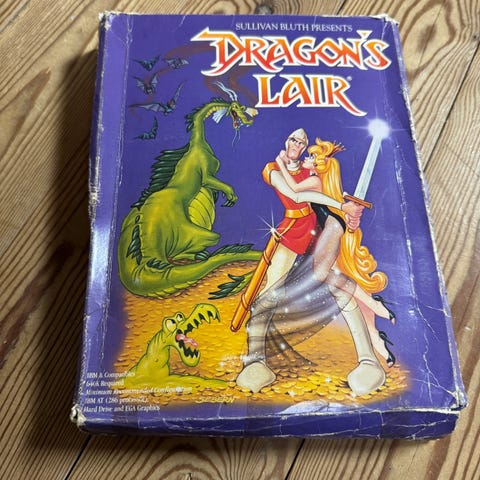 SULLIVAN BLUTH PRESENTS
DRAGON'S
LAIR®
IBM & Compatibles
640k Required
Minimum Recommended Configuration
IBM AT (286 processor),
Hard Drive and EGA Graphics
SEBERN